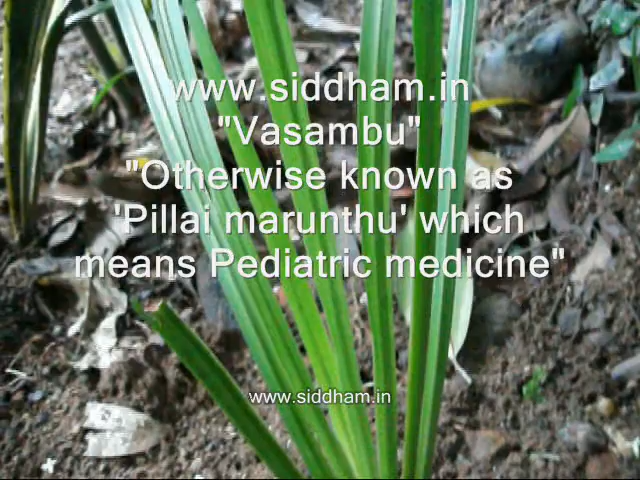 www.siddham.in
"Vasambu"
"Otherwise known as
'Pillai marunthu' which
means Pediatric medicine"
www.siddham.in